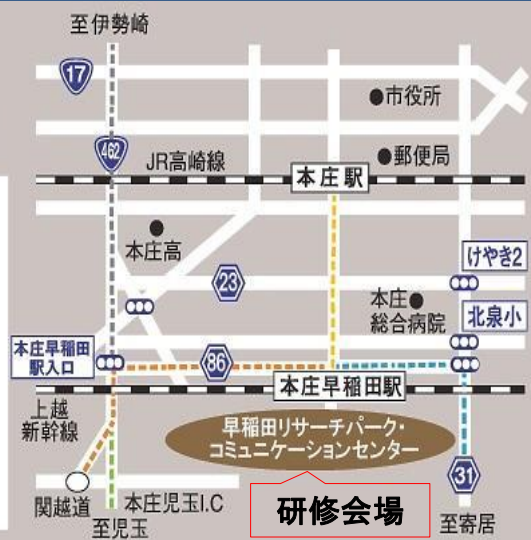 至伊勢崎
17
●市役所
462
JR高崎線
●郵便局
本庄駅
本庄高
けやき2
23
本庄●
総合病院
北泉小
本庄早稲田
駅入口
86
本庄早稲田駅
上越
新幹線
早稲田リサーチパーク・
コミュニケーションセンター
31
関越道
本庄児玉I.C
研修会場
至児玉
至寄居